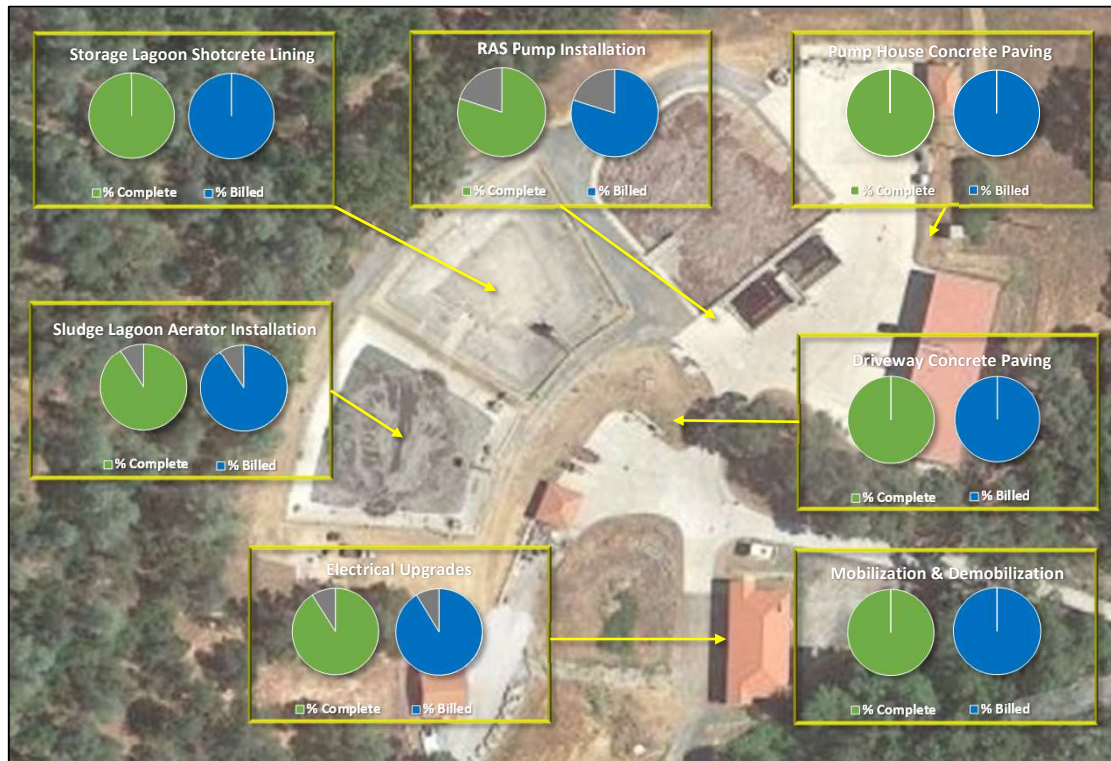 Storage Lagoon Shotcrete Lining
% Complete
% Billed
RAS Pump Installation
% Complete
% Billed
Pump House Concrete Paving
% Complete
% Billed
Sludge Lagoon Aerator Installation
% Complete
% Billed
Driveway Concrete Paving
% Complete
% Billed
Electrical Upgrades
% Complete
% Billed
Mobilization & Demobilization
% Complete
% Billed